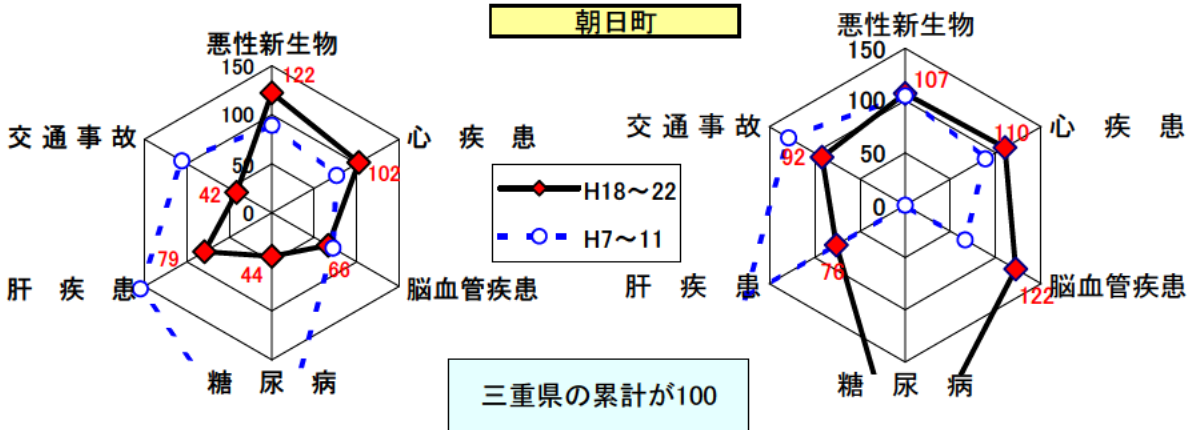 朝日町
悪性新生物
150
122
100
50
0
交通事故
心疾患
102
42
79
44
66
肝疾患
脳血管疾患
糖尿病
H18～22
H7～11
悪性新生物
150
107
100
50
0
交通事故
心疾患
110
92
76
122
肝疾患
脳血管疾患
糖尿病
三重県の累計が100